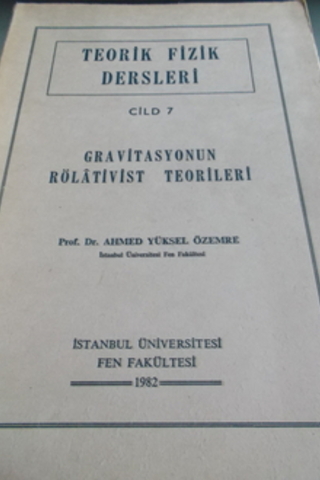 TEORİK FİZİK
DERSLERİ
CİLD 7
GRAVİTASYONUN
RÖLÂTİVİST TEORİLERİ
Prof. Dr. AHMED YÜKSEL ÖZEMRE
İstanbul Üniversitesi Fen Fakültesi
İSTANBUL ÜNİVERSİTESİ
FEN FAKÜLTESİ
1982